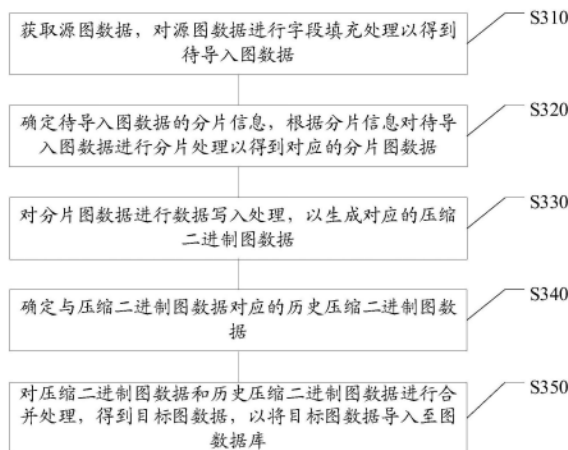 获取源图数据，对源图数据进行字段填充处理以得到
待导入图数据
S310
确定待导入图数据的分片信息，根据分片信息对待导
入图数据进行分片处理以得到对应的分片图数据
S320
对分片图数据进行数据写入处理，以生成对应的压缩
二进制图数据
S330
确定与压缩二进制图数据对应的历史压缩二进制图数
据
S340
对压缩二进制图数据和历史压缩二进制图数据进行合
并处理，得到目标图数据，以将目标图数据导入至图
数据库
S350